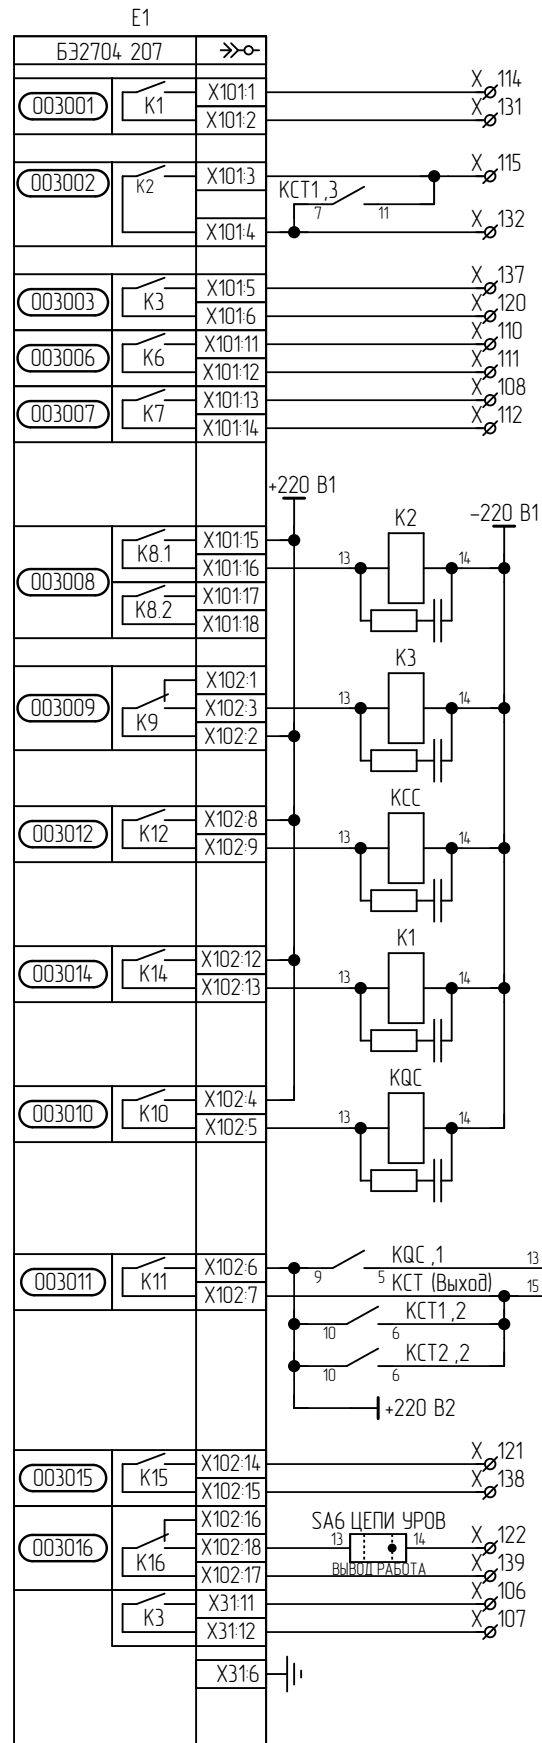 E1
БЭ2704 207
003001 K1 X101:1 X 114
X101:2 X 131
003002 K2 X101:3 X 115
KCT1,3
7 11
X101:4 X 132
003003 K3 X101:5 X 137
X101:6 X 120
003006 K6 X101:11 X 110
X101:12 X 111
003007 K7 X101:13 X 108
X101:14 X 112
+220 В1
-220 В1
K2
003008 K8.1 X101:15
X101:16 13 14
K8.2 X101:17
X101:18
K3
003009 K9 X102:1
X102:3 13 14
X102:2
KCC
003012 K12 X102:8
X102:9 13 14
K1
003014 K14 X102:12
X102:13 13 14
KQC
003010 K10 X102:4
X102:5 13 14
003011 K11 X102:6 9 KQC ,1 5 13
X102:7 KCT (Выход) 15
KCT1 ,2
10 6
KCT2 ,2
10 6
+220 В2
003015 K15 X102:14 X 121
X102:15 X 138
003016 K16 X102:16
SA6 ЦЕПИ УРОВ
X102:18 13 14 X 122
ВЫВОД РАБОТА
X102:17 X 139
K3 X31:11 X 106
X31:12 X 107
X31:6